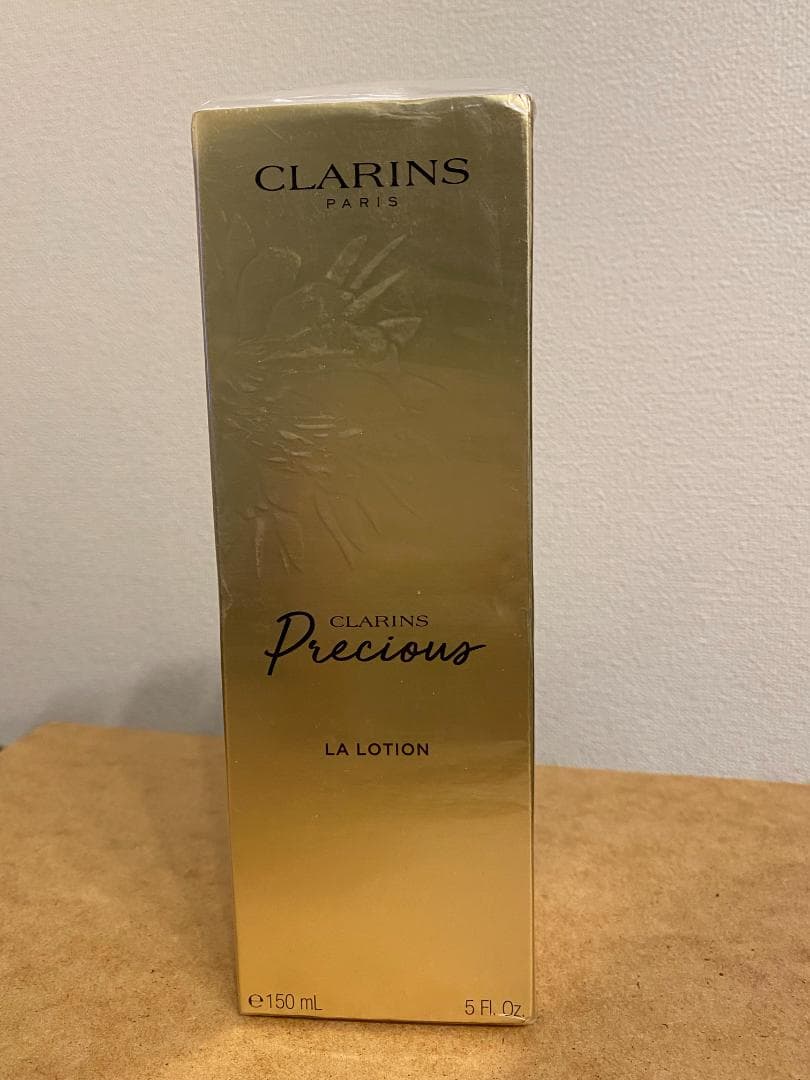 CLARINS
PARIS
CLARINS
Precious
LA LOTION
℮150 mL 5 Fl. Oz.